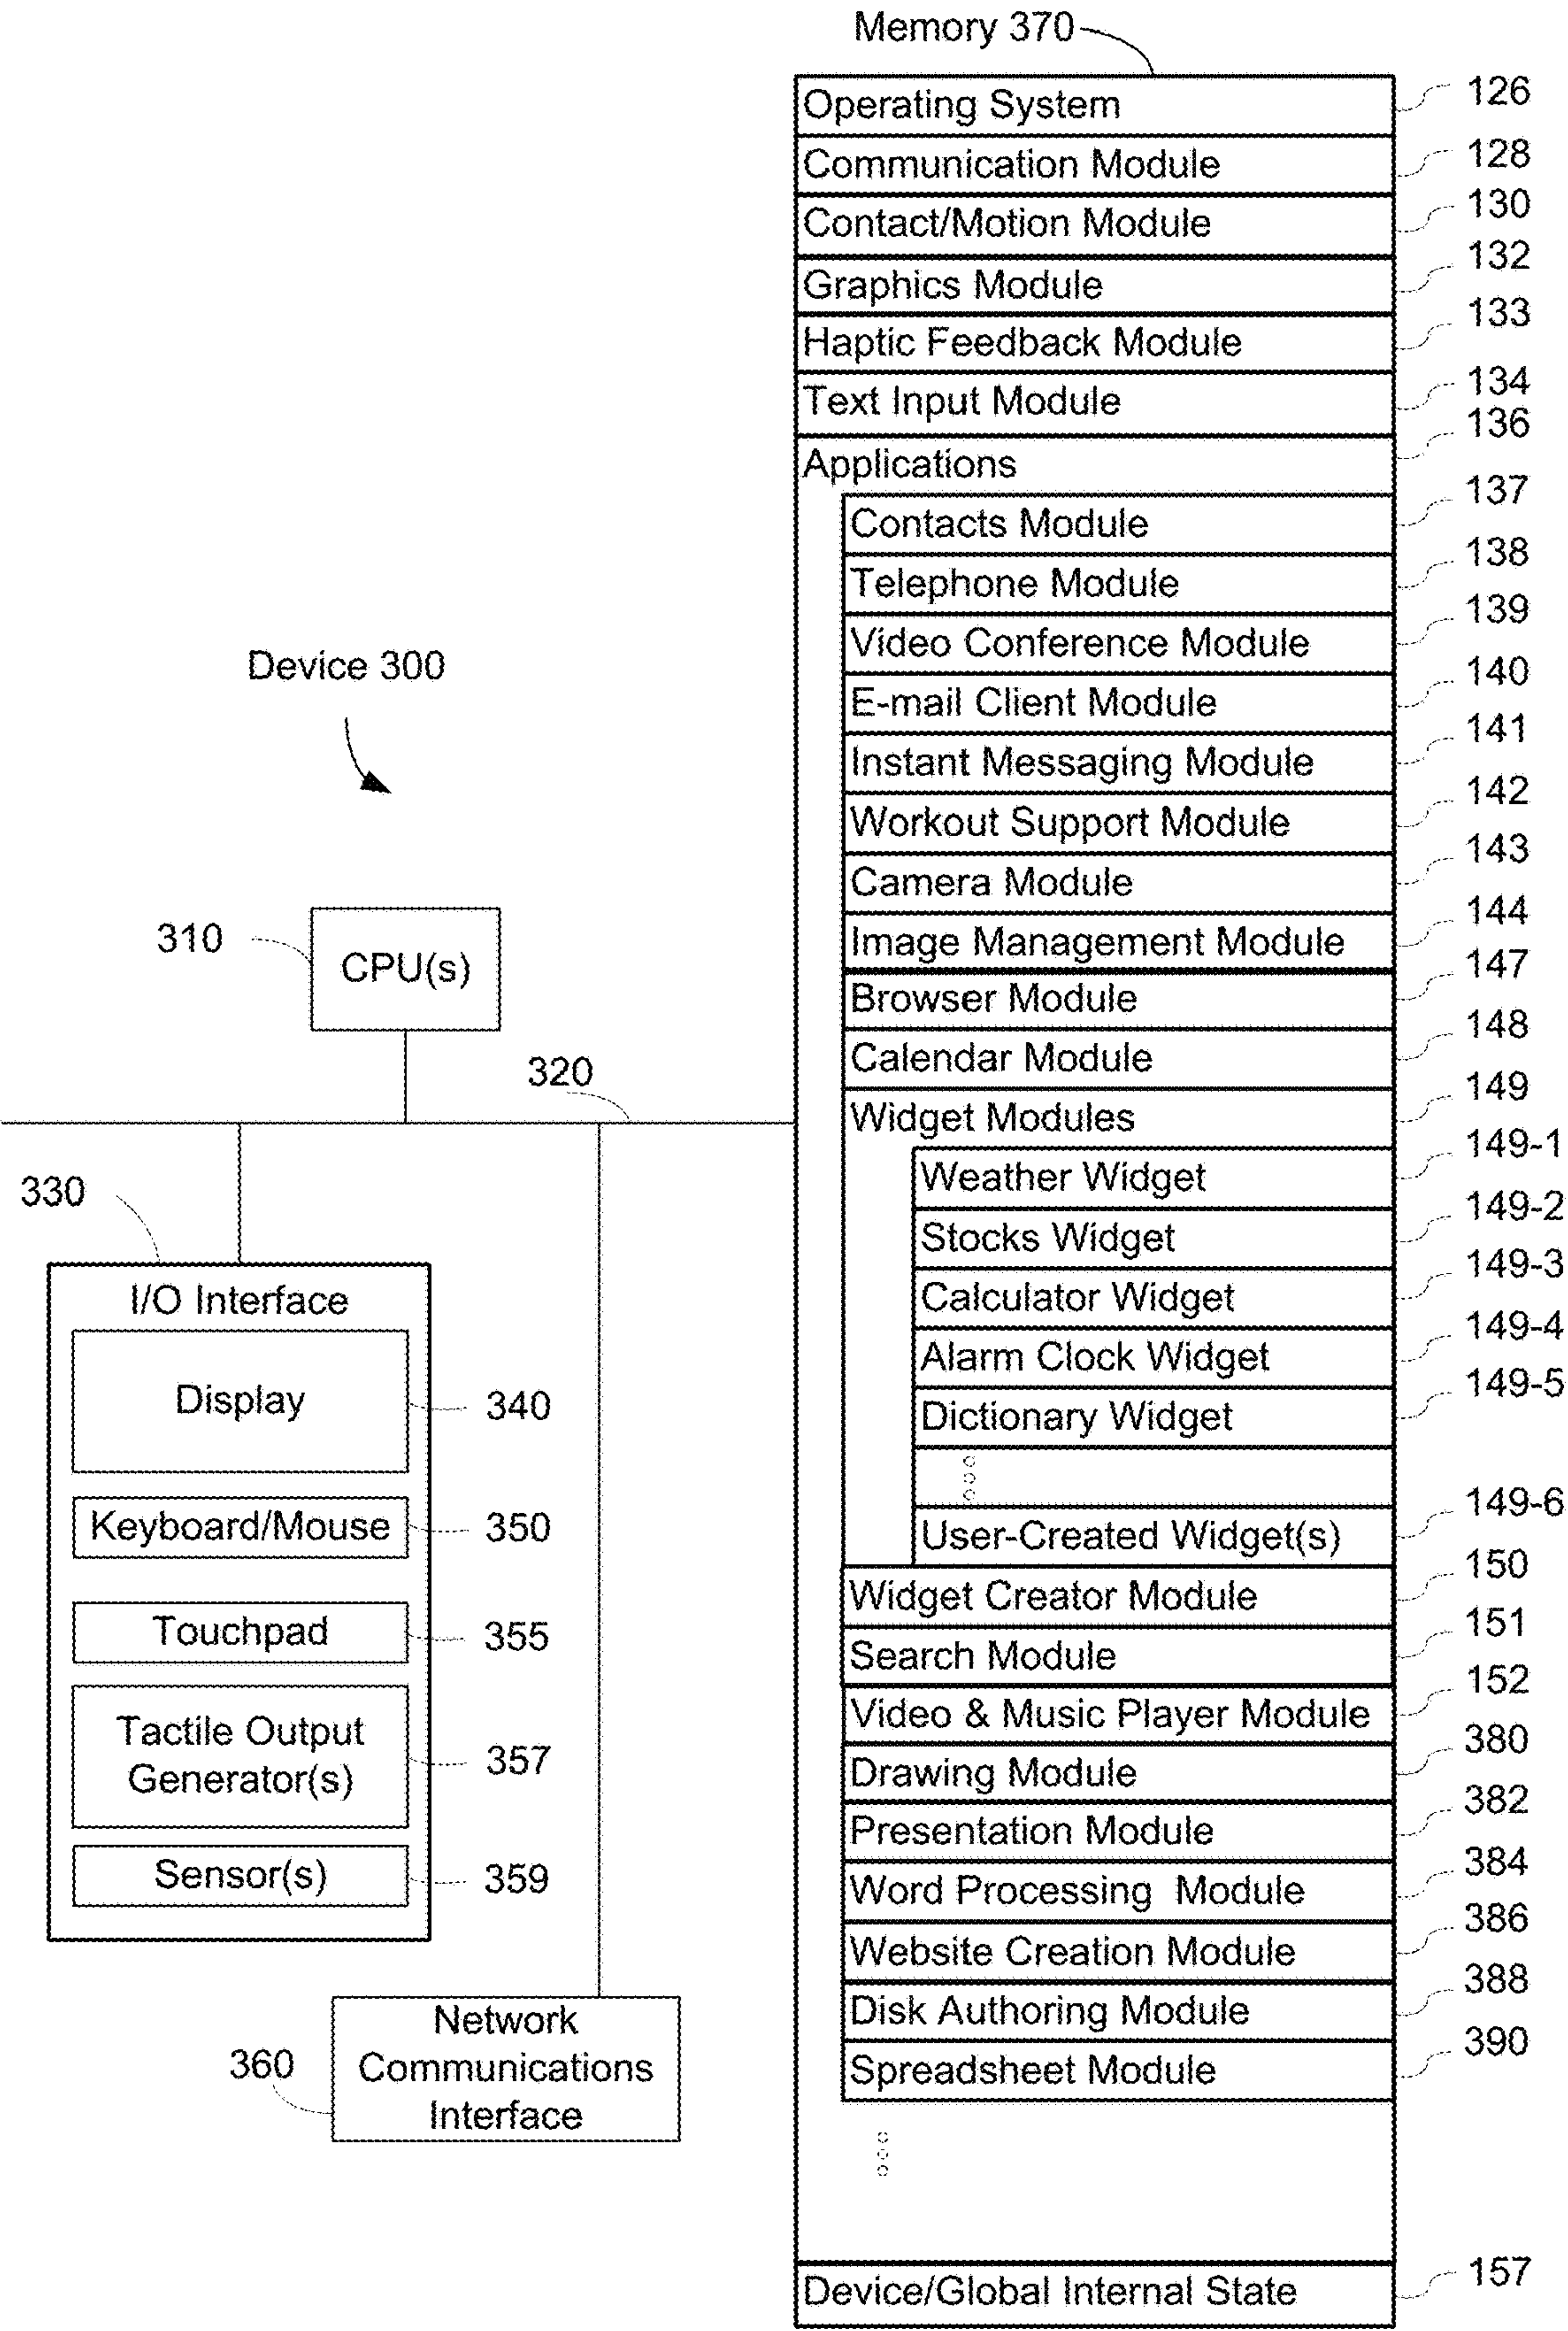 Memory 370
Operating System 126
Communication Module 128
Contact/Motion Module 130
Graphics Module 132
Haptic Feedback Module 133
Text Input Module 134
Applications 136
Contacts Module 137
Telephone Module 138
Video Conference Module 139
E-mail Client Module 140
Instant Messaging Module 141
Workout Support Module 142
Camera Module 143
Image Management Module 144
Browser Module 147
Calendar Module 148
Widget Modules 149
Weather Widget 149-1
Stocks Widget 149-2
Calculator Widget 149-3
Alarm Clock Widget 149-4
Dictionary Widget 149-5
User-Created Widget(s) 149-6
Widget Creator Module 150
Search Module 151
Video & Music Player Module 152
Drawing Module 380
Presentation Module 382
Word Processing Module 384
Website Creation Module 386
Disk Authoring Module 388
Spreadsheet Module 390
Device/Global Internal State 157
Device 300
310
CPU(s)
320
330
I/O Interface
Display 340
Keyboard/Mouse 350
Touchpad 355
Tactile Output
Generator(s) 357
Sensor(s) 359
360
Network
Communications
Interface